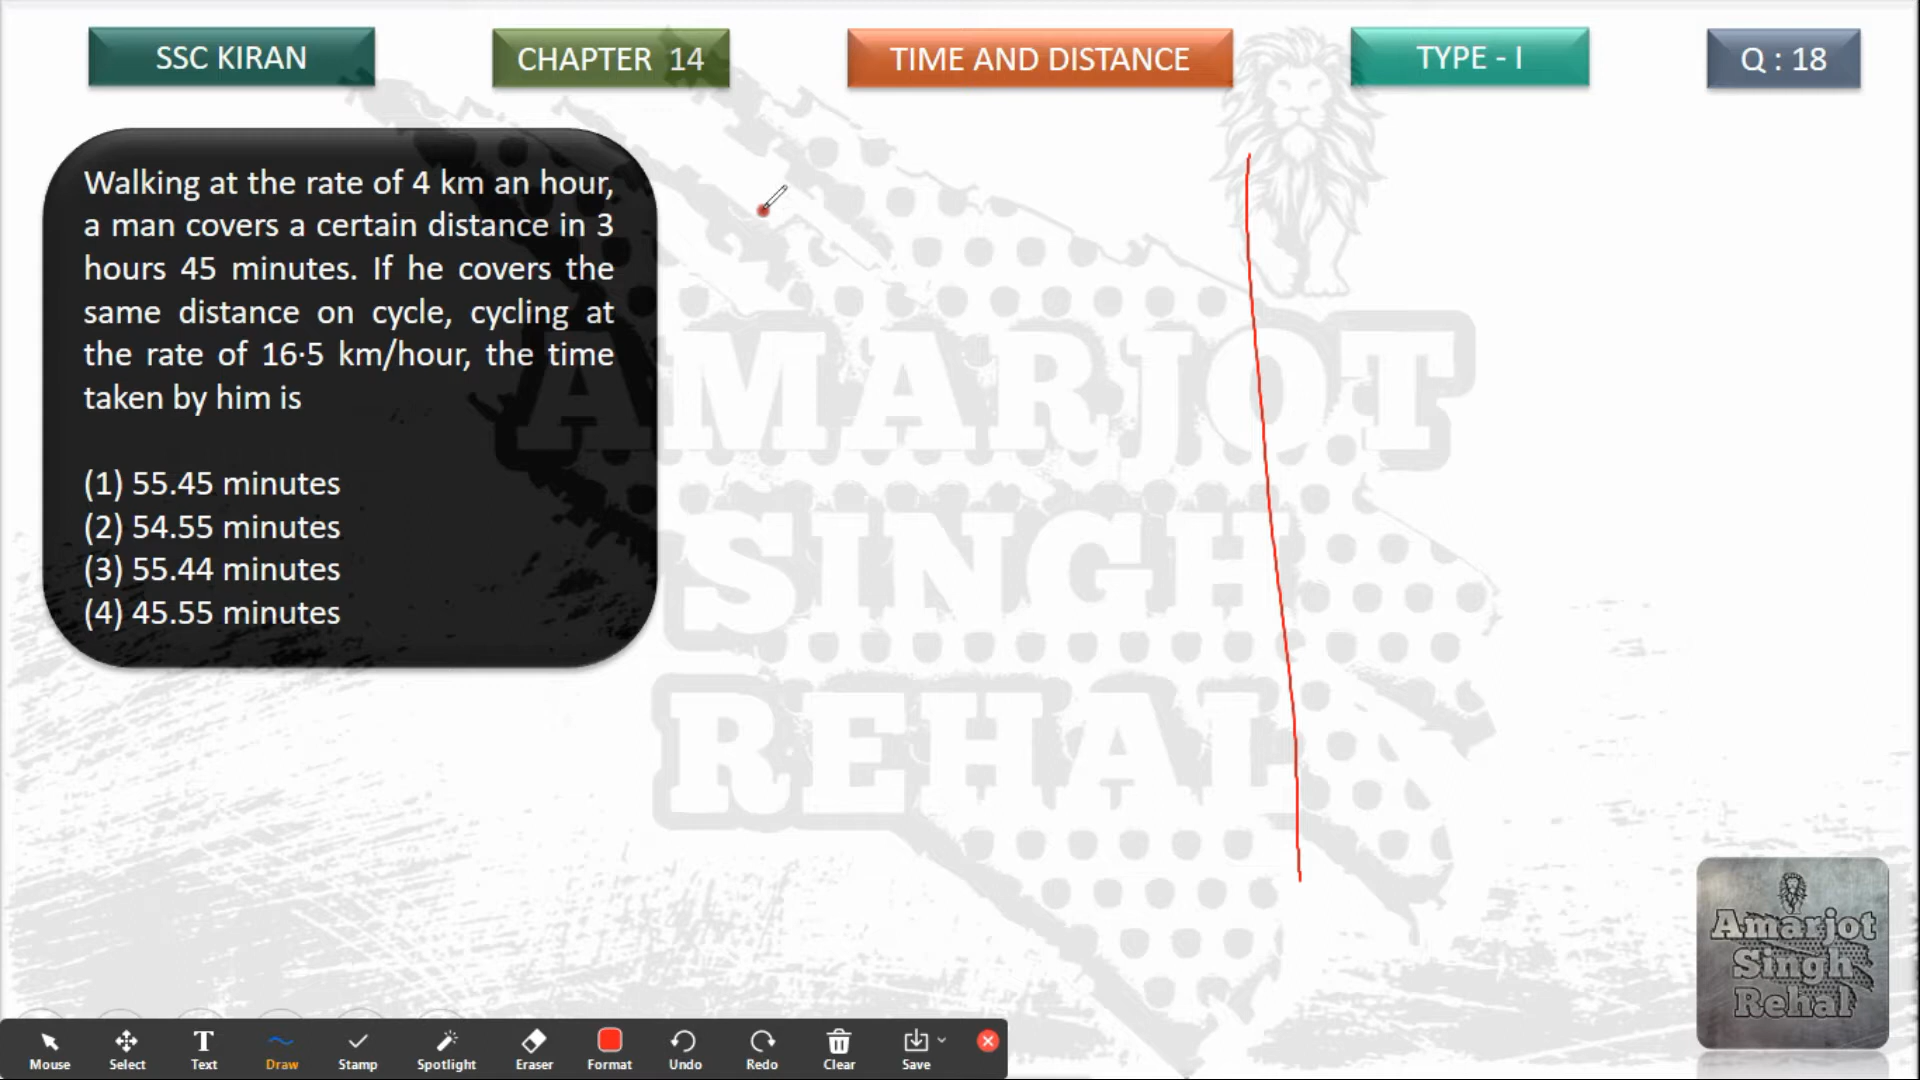 SSC KIRAN
CHAPTER 14
TIME AND DISTANCE
TYPE - I
Q : 18
Walking at the rate of 4 km an hour,
a man covers a certain distance in 3
hours 45 minutes. If he covers the
same distance on cycle, cycling at
the rate of 16·5 km/hour, the time
taken by him is
(1) 55.45 minutes
(2) 54.55 minutes
(3) 55.44 minutes
(4) 45.55 minutes
AMARJOT
SINGH
REHAL
Amarjot
Singh
Rehal
Mouse
Select
Text
Draw
Stamp
Spotlight
Eraser
Format
Undo
Redo
Clear
Save